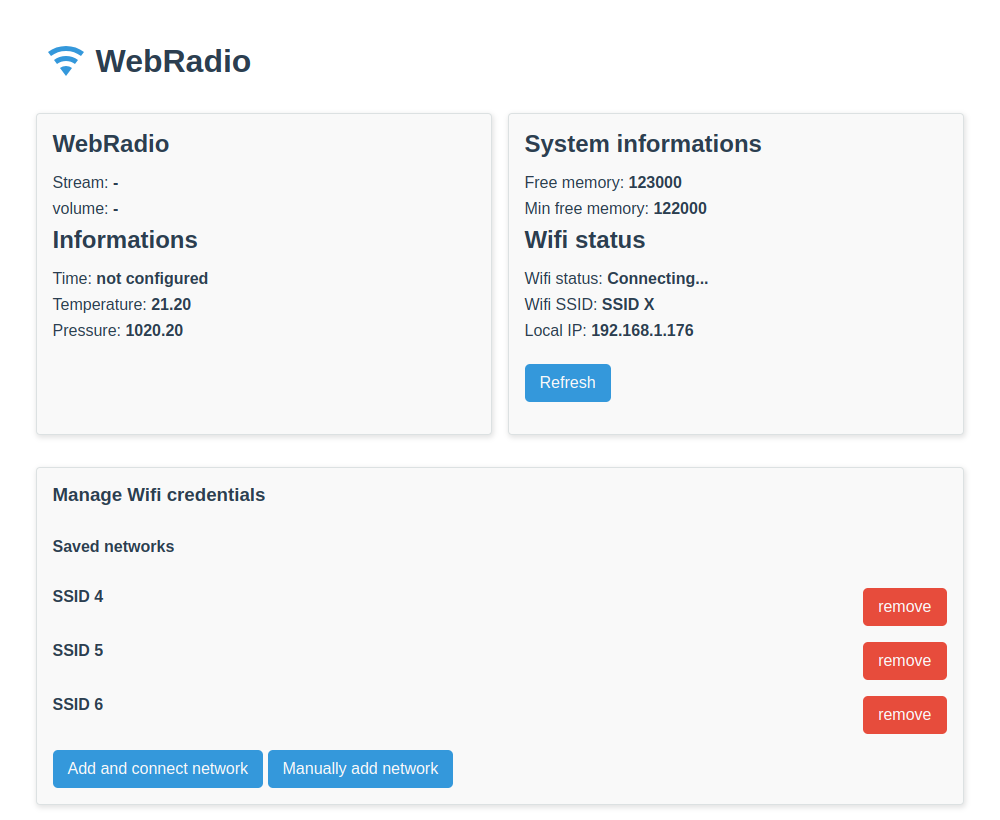 WebRadio
WebRadio
Stream: -
volume: -
Informations
Time: not configured
Temperature: 21.20
Pressure: 1020.20
System informations
Free memory: 123000
Min free memory: 122000
Wifi status
Wifi status: Connecting...
Wifi SSID: SSID X
Local IP: 192.168.1.176
Refresh
Manage Wifi credentials
Saved networks
SSID 4
remove
SSID 5
remove
SSID 6
remove
Add and connect network
Manually add network